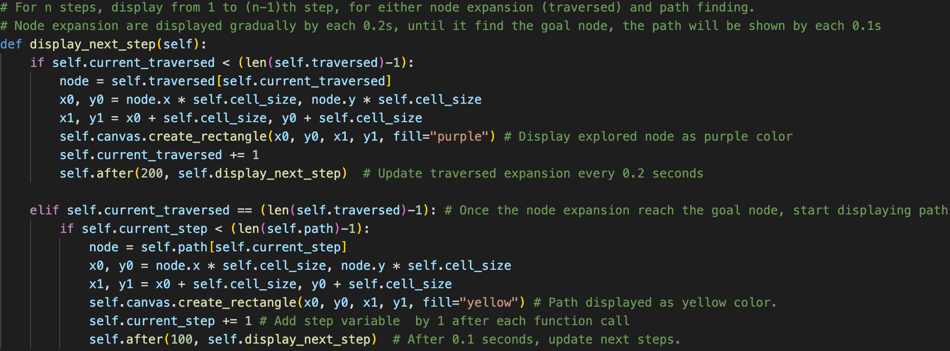 # For n steps, display from 1 to (n-1)th step, for either node expansion (traversed) and path finding.
# Node expansion are displayed gradually by each 0.2s, until it find the goal node, the path will be shown by each 0.1s
def display_next_step(self):
    if self.current_traversed < (len(self.traversed)-1):
        node = self.traversed[self.current_traversed]
        x0, y0 = node.x * self.cell_size, node.y * self.cell_size
        x1, y1 = x0 + self.cell_size, y0 + self.cell_size
        self.canvas.create_rectangle(x0, y0, x1, y1, fill="purple") # Display explored node as purple color
        self.current_traversed += 1
        self.after(200, self.display_next_step)  # Update traversed expansion every 0.2 seconds
    elif self.current_traversed == (len(self.traversed)-1): # Once the node expansion reach the goal node, start displaying path
        if self.current_step < (len(self.path)-1):
            node = self.path[self.current_step]
            x0, y0 = node.x * self.cell_size, node.y * self.cell_size
            x1, y1 = x0 + self.cell_size, y0 + self.cell_size
            self.canvas.create_rectangle(x0, y0, x1, y1, fill="yellow") # Path displayed as yellow color.
            self.current_step += 1 # Add step variable  by 1 after each function call
            self.after(100, self.display_next_step)  # After 0.1 seconds, update next steps.